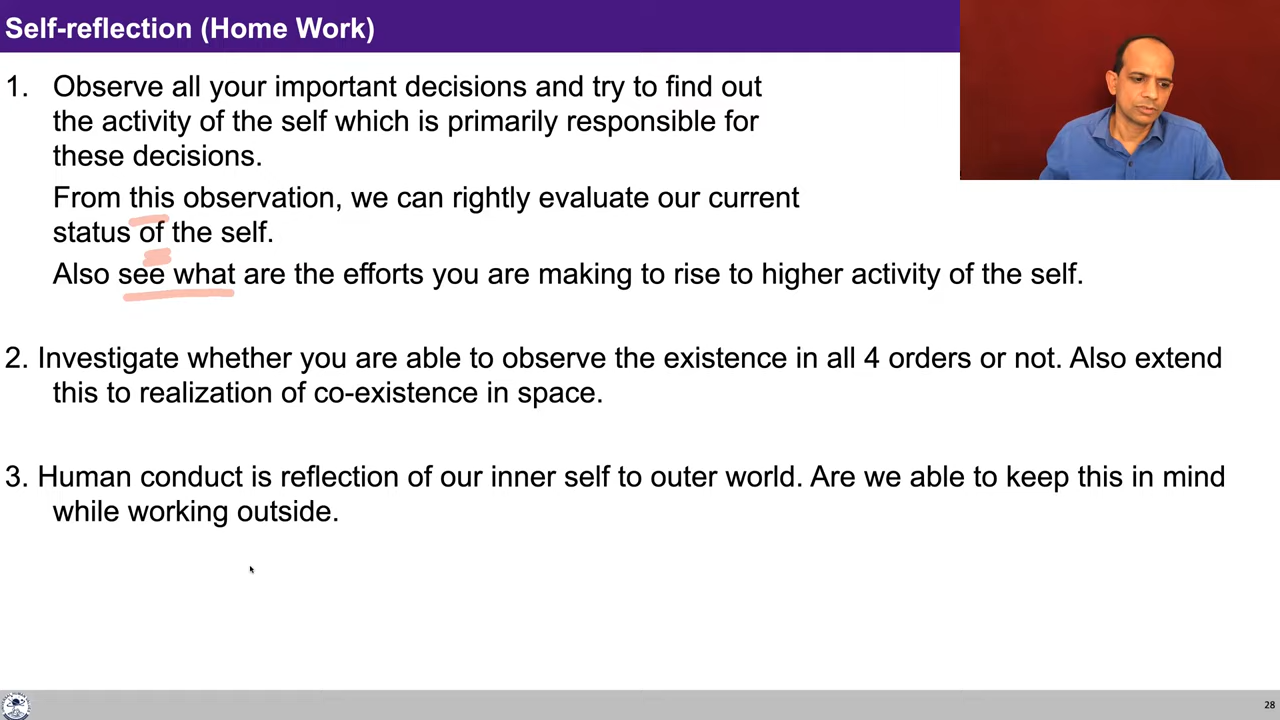 Self-reflection (Home Work)
1. Observe all your important decisions and try to find out
the activity of the self which is primarily responsible for
these decisions.
From this observation, we can rightly evaluate our current
status of the self.
Also see what are the efforts you are making to rise to higher activity of the self.
2. Investigate whether you are able to observe the existence in all 4 orders or not. Also extend
this to realization of co-existence in space.
3. Human conduct is reflection of our inner self to outer world. Are we able to keep this in mind
while working outside.
28